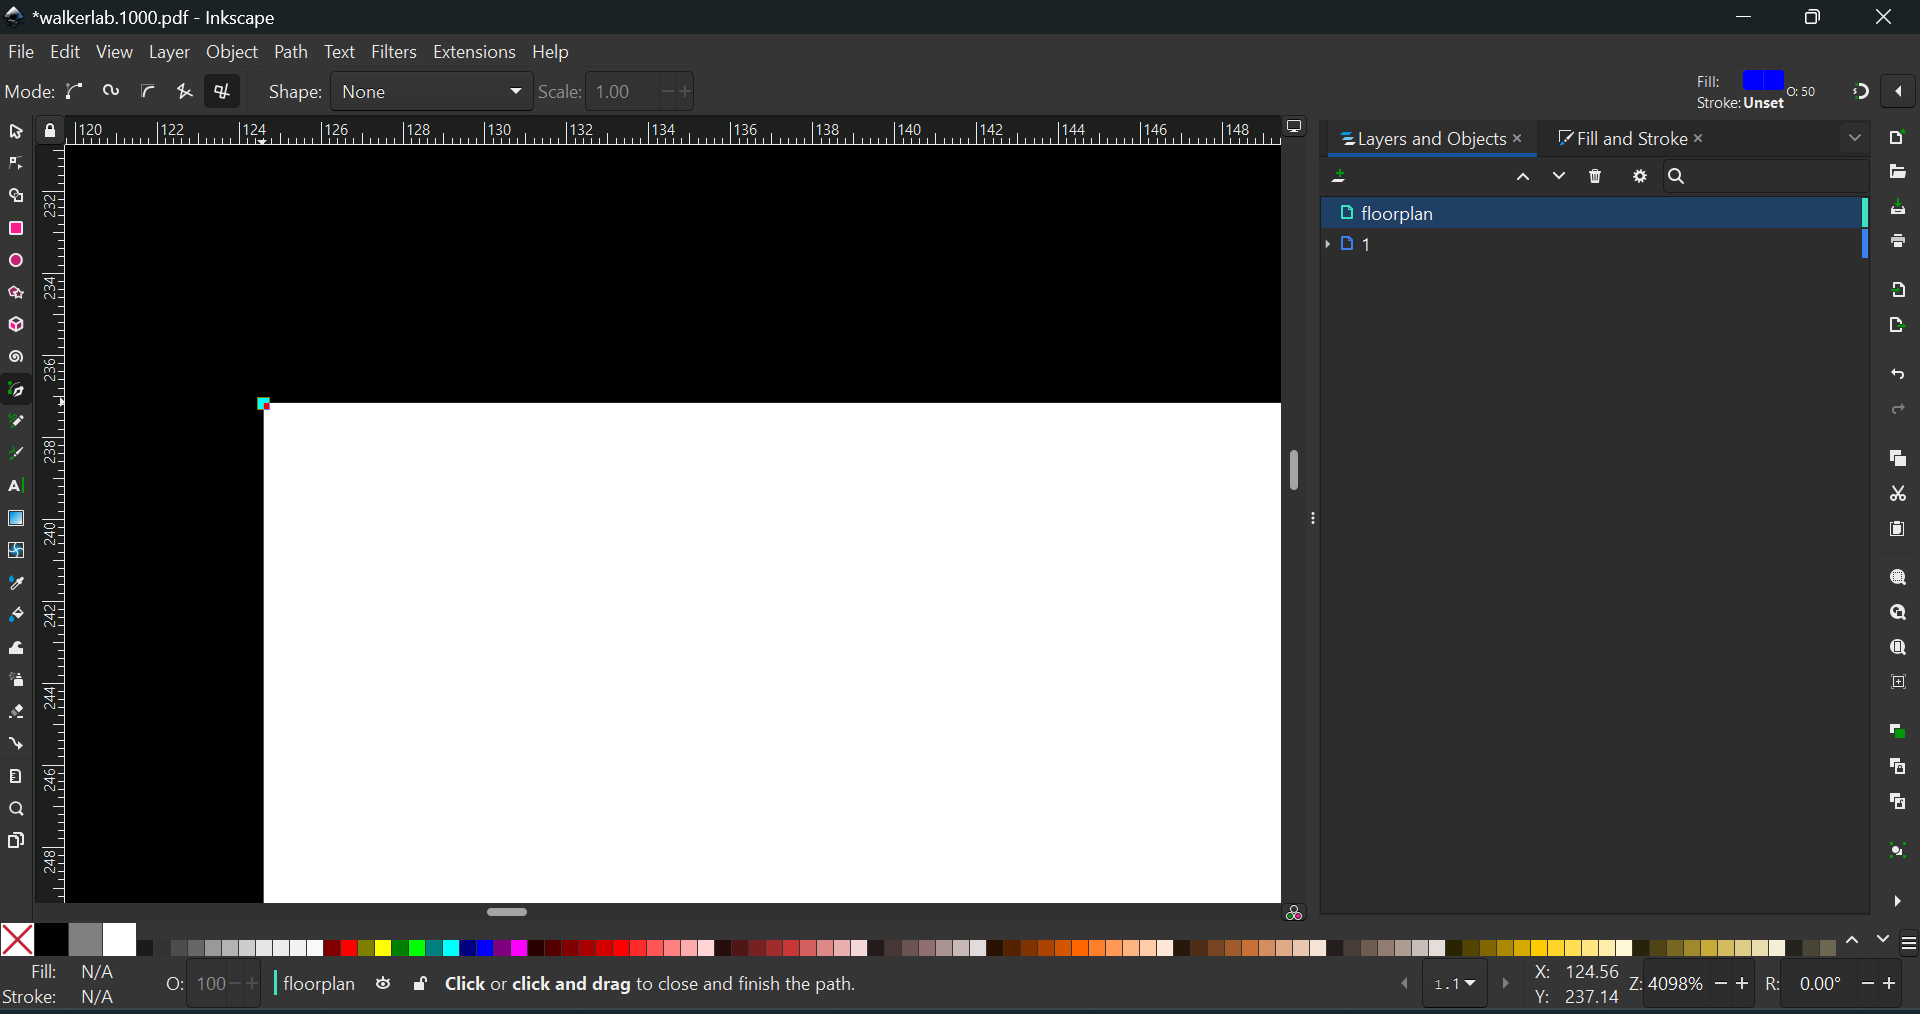 *walkerlab.1000.pdf - Inkscape
File Edit View Layer Object Path Text Filters Extensions Help
Mode: Shape: None Scale: 1.00
Fill: O: 50
Stroke: Unset
120 122 124 126 128 130 132 134 136 138 140 142 144 146 148
232
234
236
238
240
242
244
246
248
Layers and Objects
Fill and Stroke
floorplan
1
Fill: N/A
Stroke: N/A
O: 100
floorplan
Click or click and drag to close and finish the path.
1.1
X: 124.56
Y: 237.14
Z: 4098%
R: 0.00°